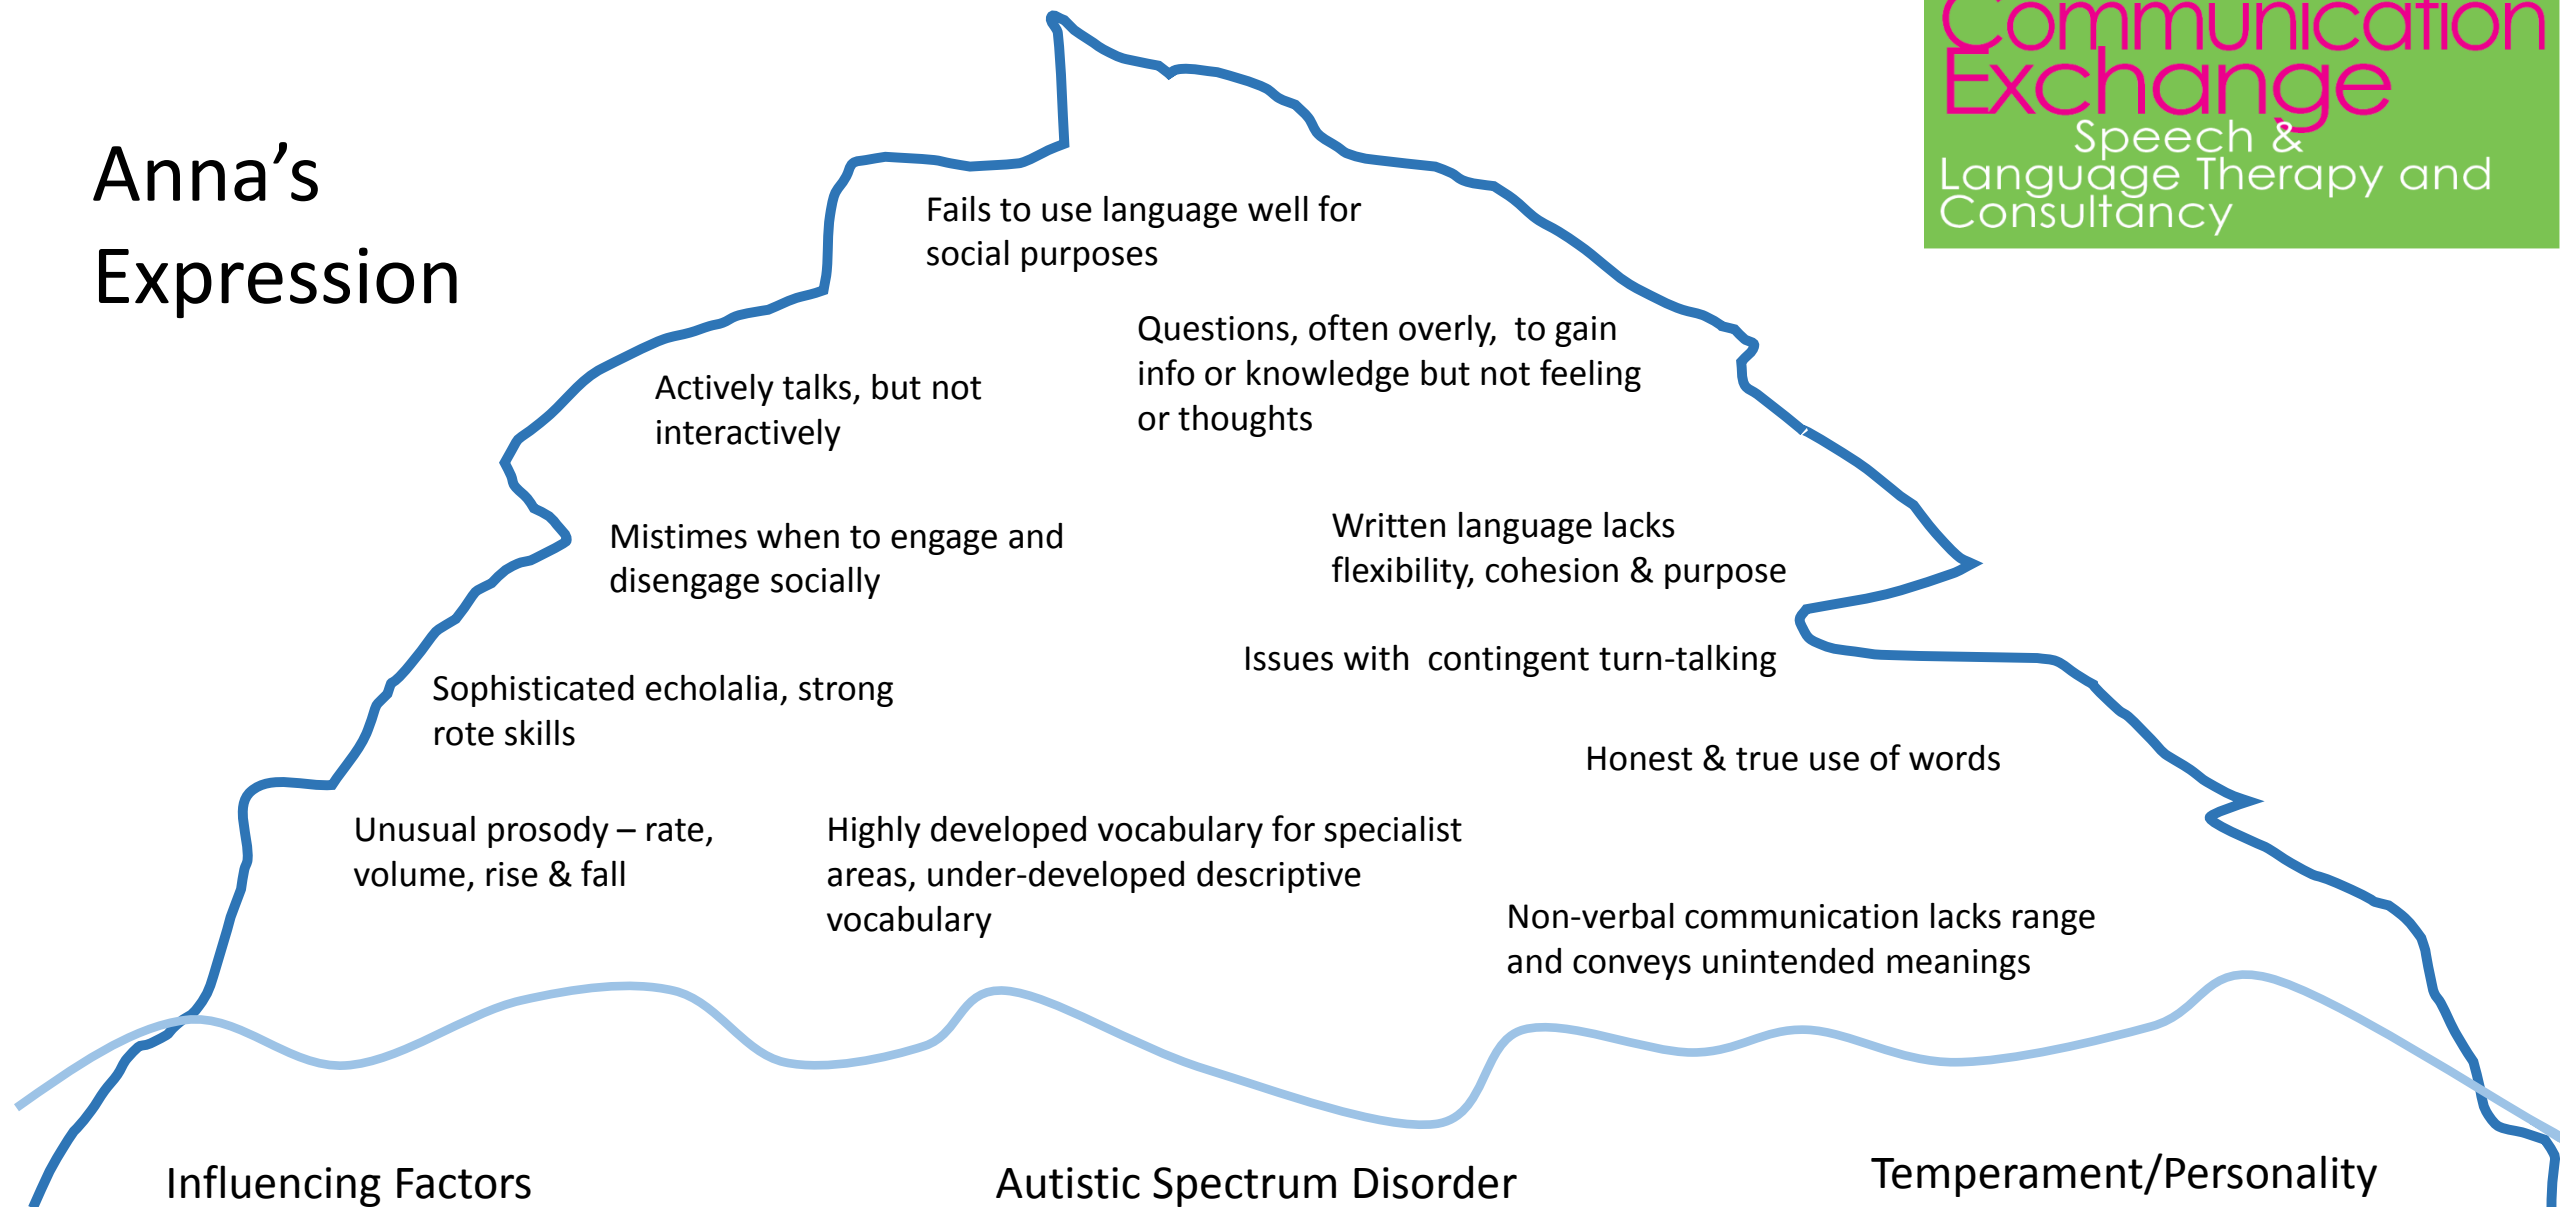 Communication
Exchange
Speech &
Language Therapy and
Consultancy
Anna’s
Expression
Fails to use language well for
social purposes
Questions, often overly,  to gain
info or knowledge but not feeling
or thoughts
Actively talks, but not
interactively
Mistimes when to engage and
disengage socially
Written language lacks
flexibility, cohesion & purpose
Issues with  contingent turn-talking
Sophisticated echolalia, strong
rote skills
Honest & true use of words
Unusual prosody – rate,
volume, rise & fall
Highly developed vocabulary for specialist
areas, under-developed descriptive
vocabulary
Non-verbal communication lacks range
and conveys unintended meanings
Influencing Factors
Autistic Spectrum Disorder
Temperament/Personality